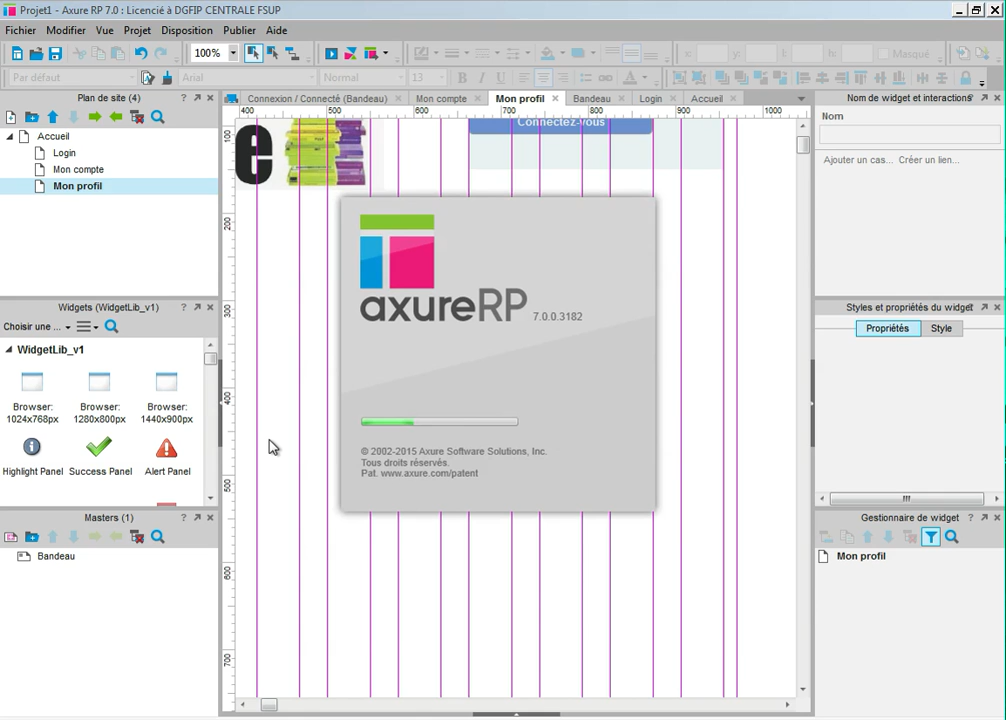 Projet1 - Axure RP 7.0 : Licencié à DGFIP CENTRALE FSUP
Fichier Modifier Vue Projet Disposition Publier Aide
100% x: y: l: h: Masqué
Par défaut Arial Normal 13 B I U A
Plan de site (4) ?
Accueil
Login
Mon compte
Mon profil
Widgets (WidgetLib_v1) ?
Choisir une ...
WidgetLib_v1
Browser: 1024x768px
Browser: 1280x800px
Browser: 1440x900px
Highlight Panel
Success Panel
Alert Panel
Masters (1) ?
Bandeau
Connexion / Connecté (Bandeau) Mon compte Mon profil Bandeau Login Accueil
400 500 600 700 800 900 1000
100
200
300
400
500
600
700
e
Connectez-vous
axureRP 7.0.0.3182
© 2002-2015 Axure Software Solutions, Inc.
Tous droits réservés.
Pat. www.axure.com/patent
Nom de widget et interactions ?
Nom
Ajouter un cas... Créer un lien...
Styles et propriétés du widget
Propriétés Style
Gestionnaire de widget ?
Mon profil